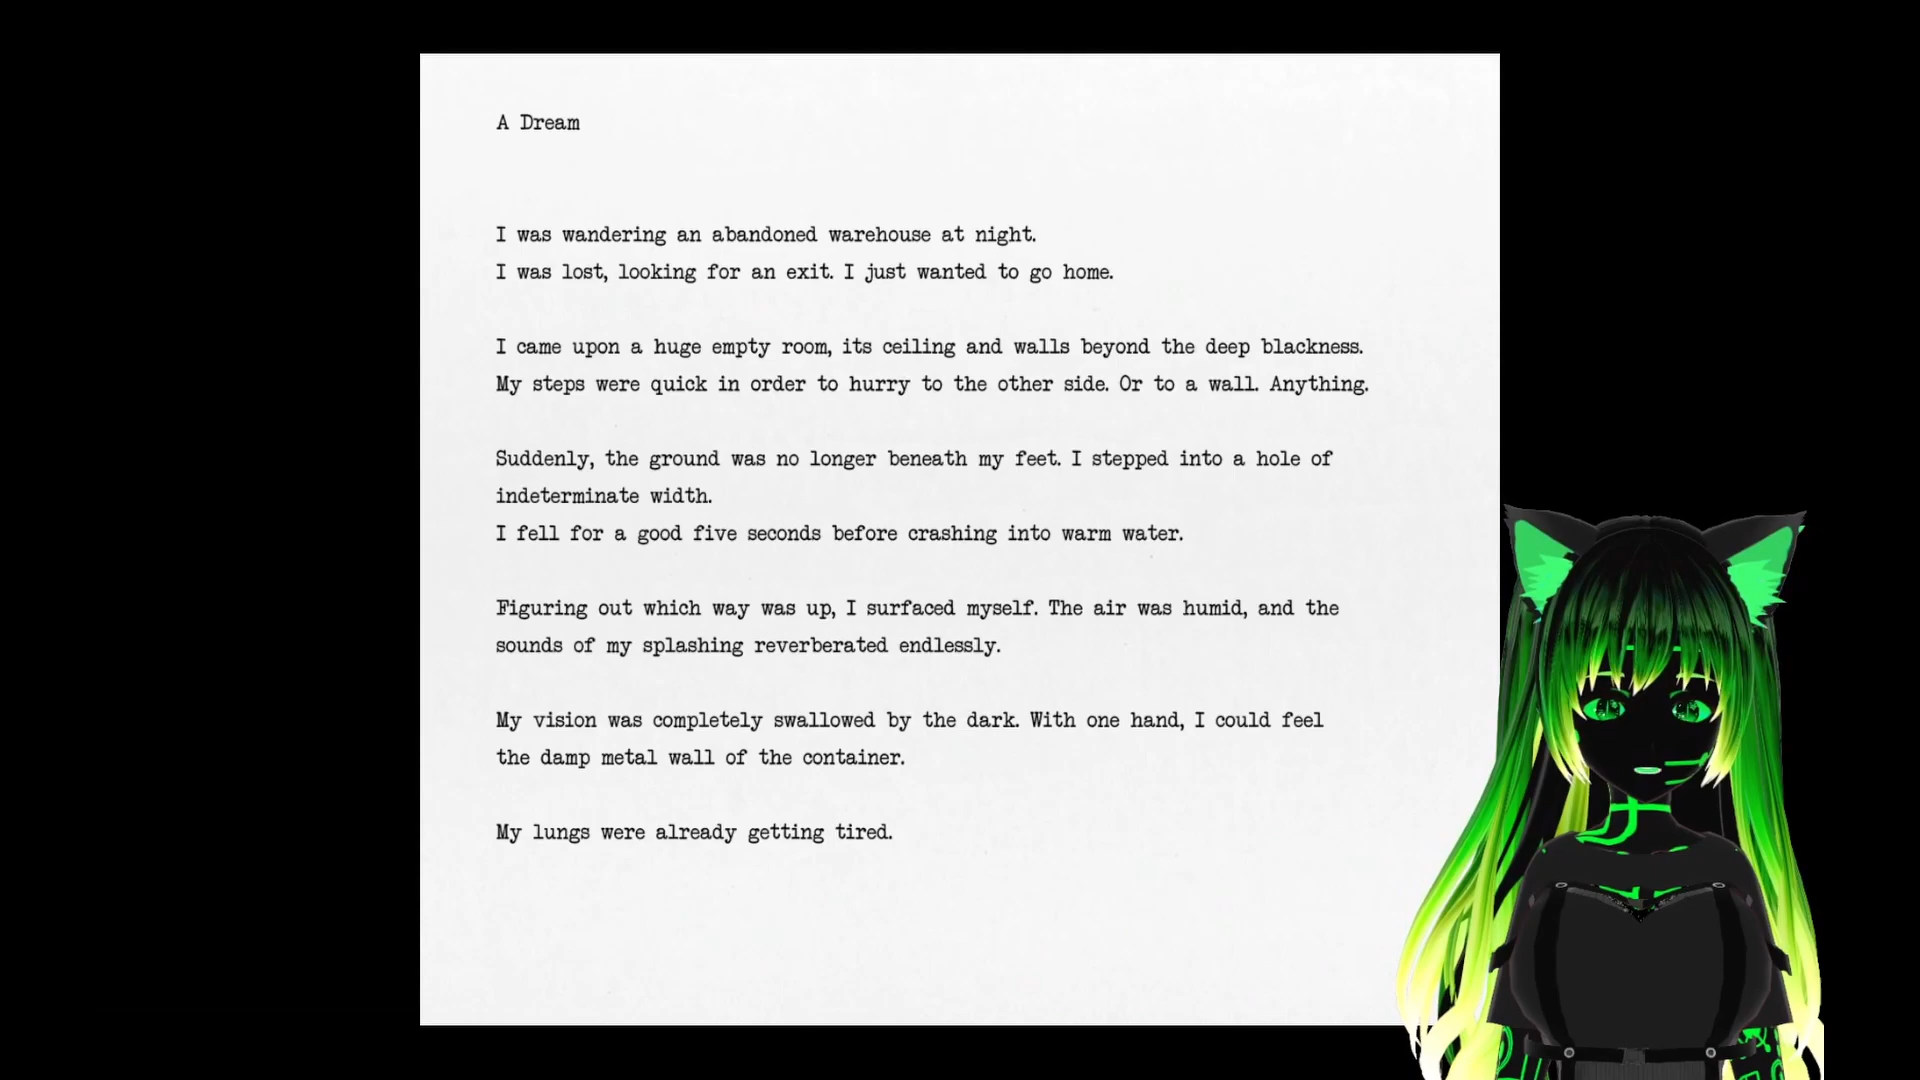 A Dream
I was wandering an abandoned warehouse at night.
I was lost, looking for an exit. I just wanted to go home.
I came upon a huge empty room, its ceiling and walls beyond the deep blackness.
My steps were quick in order to hurry to the other side. Or to a wall. Anything.
Suddenly, the ground was no longer beneath my feet. I stepped into a hole of
indeterminate width.
I fell for a good five seconds before crashing into warm water.
Figuring out which way was up, I surfaced myself. The air was humid, and the
sounds of my splashing reverberated endlessly.
My vision was completely swallowed by the dark. With one hand, I could feel
the damp metal wall of the container.
My lungs were already getting tired.